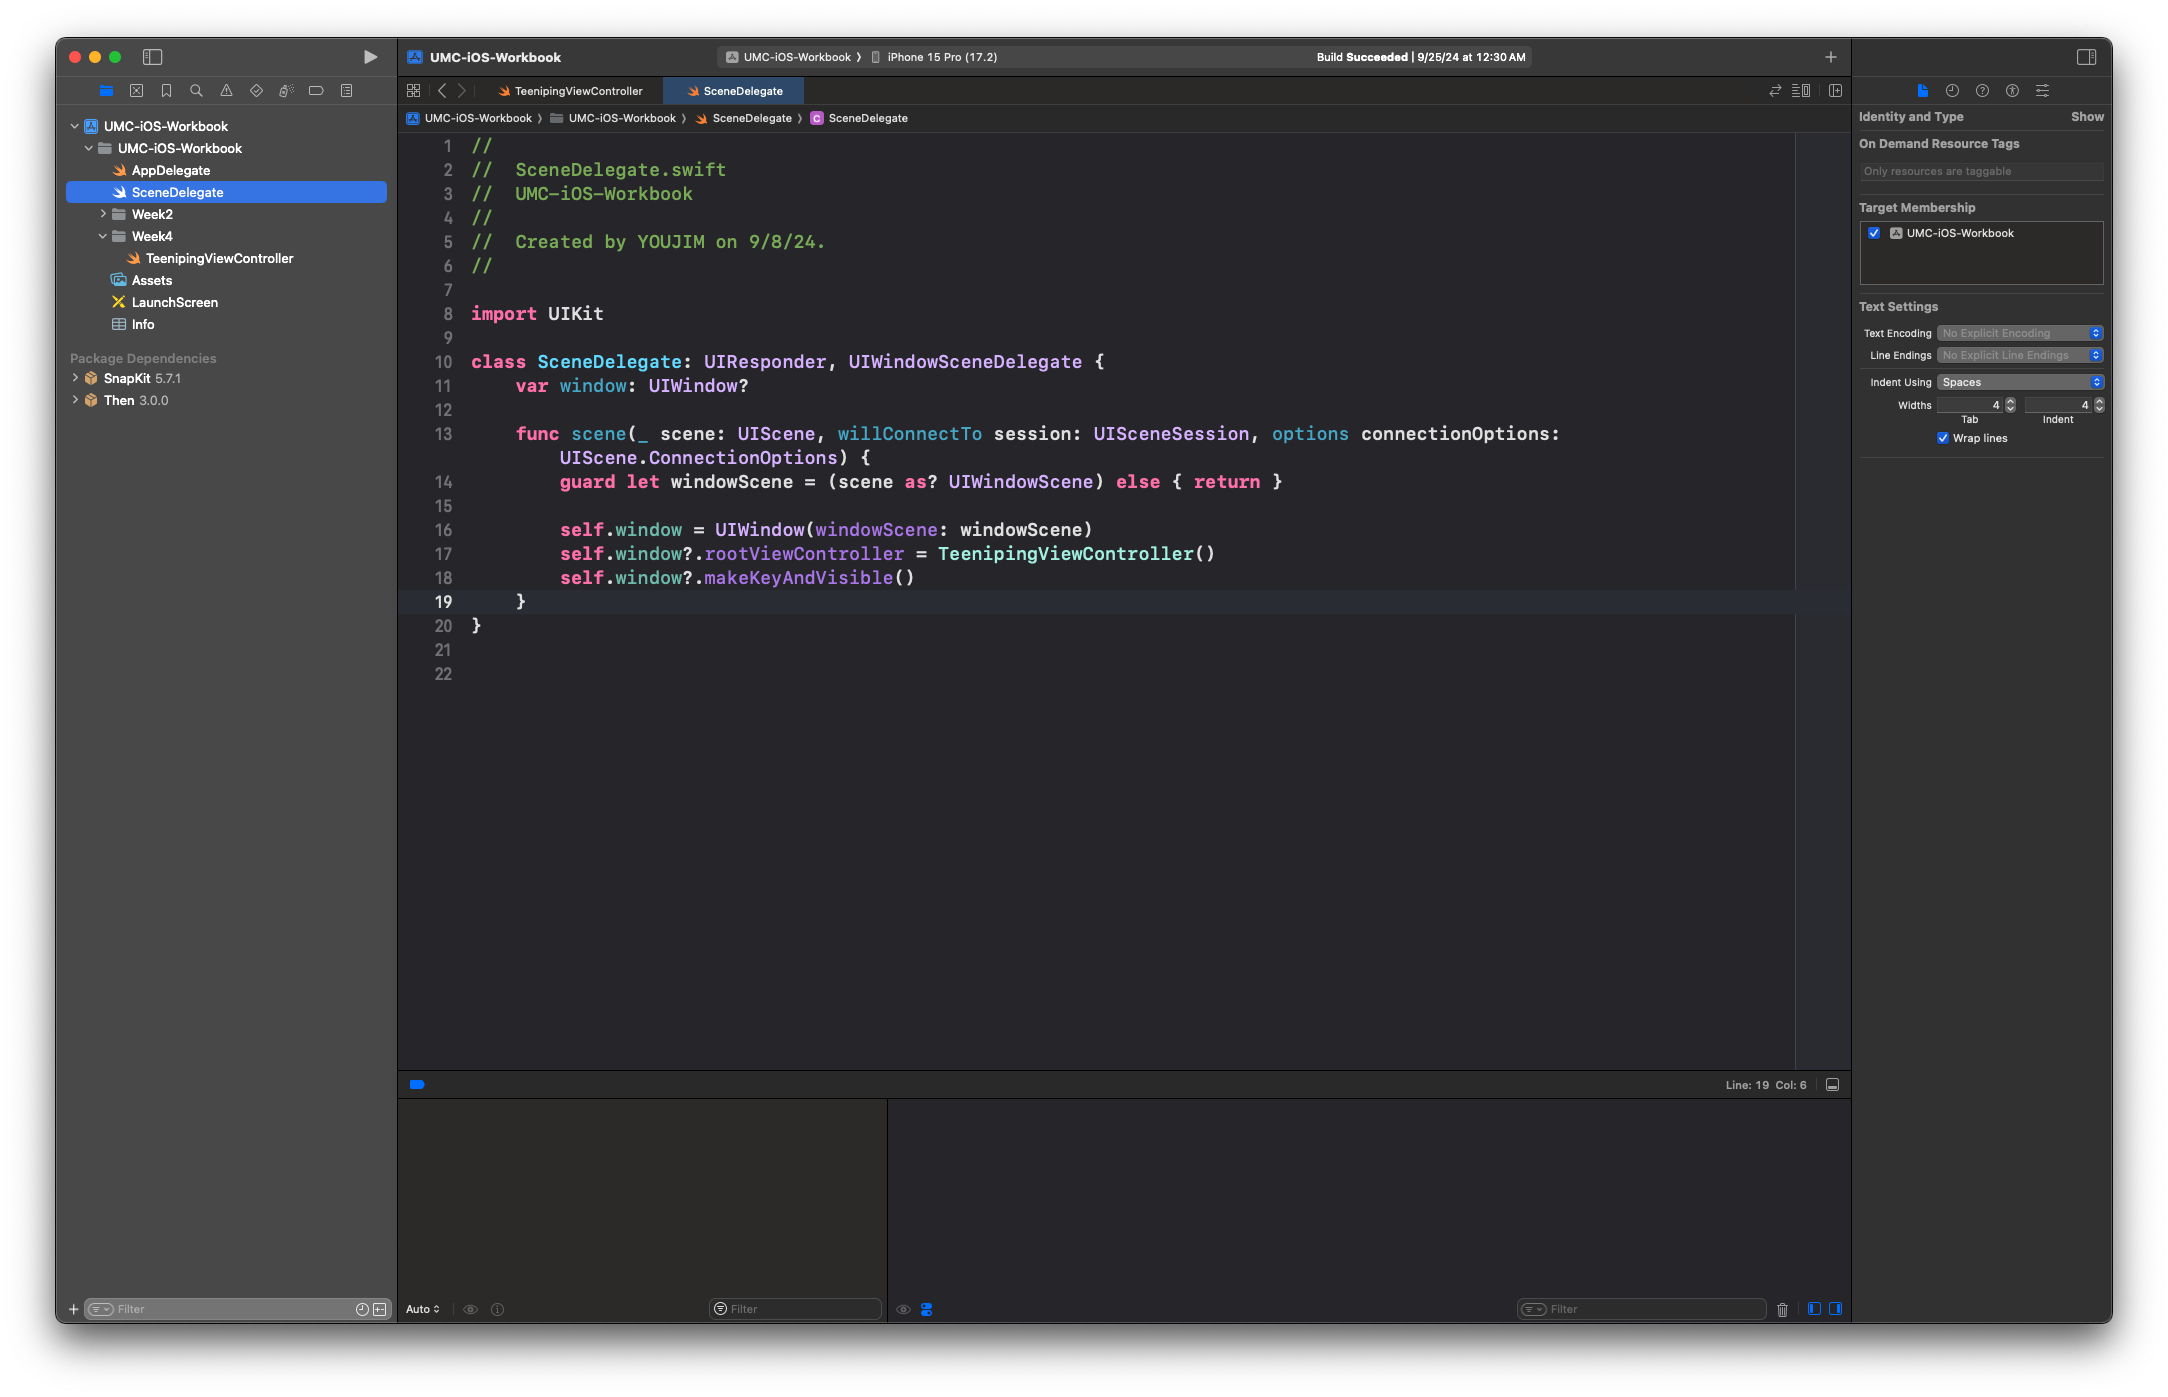 UMC-iOS-Workbook
UMC-iOS-Workbook
iPhone 15 Pro (17.2)
Build Succeeded | 9/25/24 at 12:30 AM
TeenipingViewController
SceneDelegate
UMC-iOS-Workbook
UMC-iOS-Workbook
SceneDelegate
C
SceneDelegate
UMC-iOS-Workbook
UMC-iOS-Workbook
AppDelegate
SceneDelegate
Week2
Week4
TeenipingViewController
Assets
LaunchScreen
Info
Package Dependencies
SnapKit 5.7.1
Then 3.0.0
Filter
1 //
2 //  SceneDelegate.swift
3 //  UMC-iOS-Workbook
4 //
5 //  Created by YOUJIM on 9/8/24.
6 //
7
8 import UIKit
9
10 class SceneDelegate: UIResponder, UIWindowSceneDelegate {
11     var window: UIWindow?
12
13     func scene(_ scene: UIScene, willConnectTo session: UISceneSession, options connectionOptions:
UIScene.ConnectionOptions) {
14         guard let windowScene = (scene as? UIWindowScene) else { return }
15
16         self.window = UIWindow(windowScene: windowScene)
17         self.window?.rootViewController = TeenipingViewController()
18         self.window?.makeKeyAndVisible()
19     }
20 }
21
22
Line: 19 Col: 6
Auto
Filter
Filter
Identity and Type
Show
On Demand Resource Tags
Only resources are taggable
Target Membership
UMC-iOS-Workbook
Text Settings
Text Encoding No Explicit Encoding
Line Endings No Explicit Line Endings
Indent Using Spaces
Widths 4 4
Tab Indent
Wrap lines